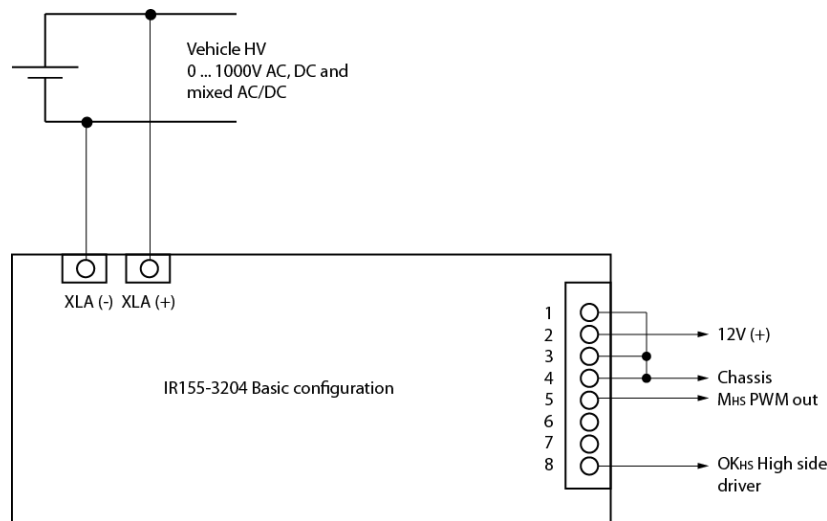 Vehicle HV
0 ... 1000V AC, DC and
mixed AC/DC
XLA (-) XLA (+)
IR155-3204 Basic configuration
1
2
3
4
5
6
7
8
12V (+)
Chassis
MHS PWM out
OKHS High side
driver